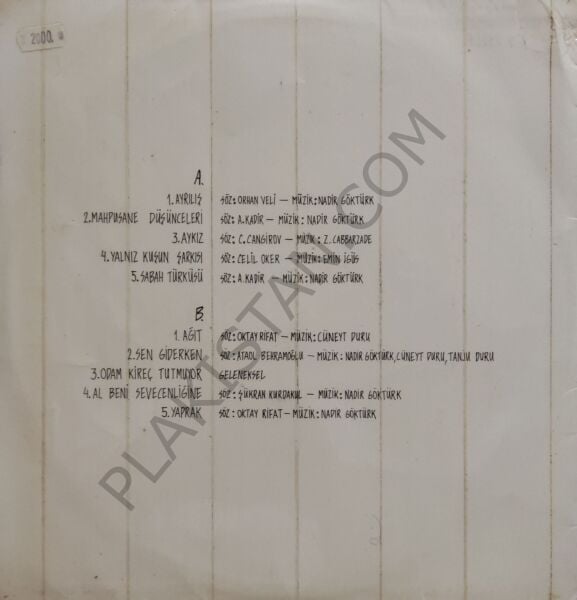 2000.
A.
1. AYRILIŞ SÖZ: ORHAN VELİ – MÜZİK: NADİR GÖKTÜRK
2. MAHPUSANE DÜŞÜNCELERİ SÖZ: A. KADİR – MÜZİK: NADİR GÖKTÜRK
3. AYKIZ SÖZ: C. CANGİROV – MÜZİK: Z. CABBARZADE
4. YALNIZ KUŞUN ŞARKISI SÖZ: CELİL OKER – MÜZİK: EMİN İGÜS
5. SABAH TÜRKÜSÜ SÖZ: A. KADİR – MÜZİK: NADİR GÖKTÜRK
B.
1. AĞIT SÖZ: OKTAY RIFAT – MÜZİK: CÜNEYT DURU
2. SEN GİDERKEN SÖZ: ATAOL BEHRAMOĞLU – MÜZİK: NADİR GÖKTÜRK, CÜNEYT DURU, TANJU DURU
3. ODAM KİREÇ TUTMUYOR GELENEKSEL
4. AL BENİ SEVECENLİĞİNE SÖZ: ŞÜKRAN KURDAKUL – MÜZİK: NADİR GÖKTÜRK
5. YAPRAK SÖZ: OKTAY RIFAT – MÜZİK: NADİR GÖKTÜRK
PLAKISTAN.COM